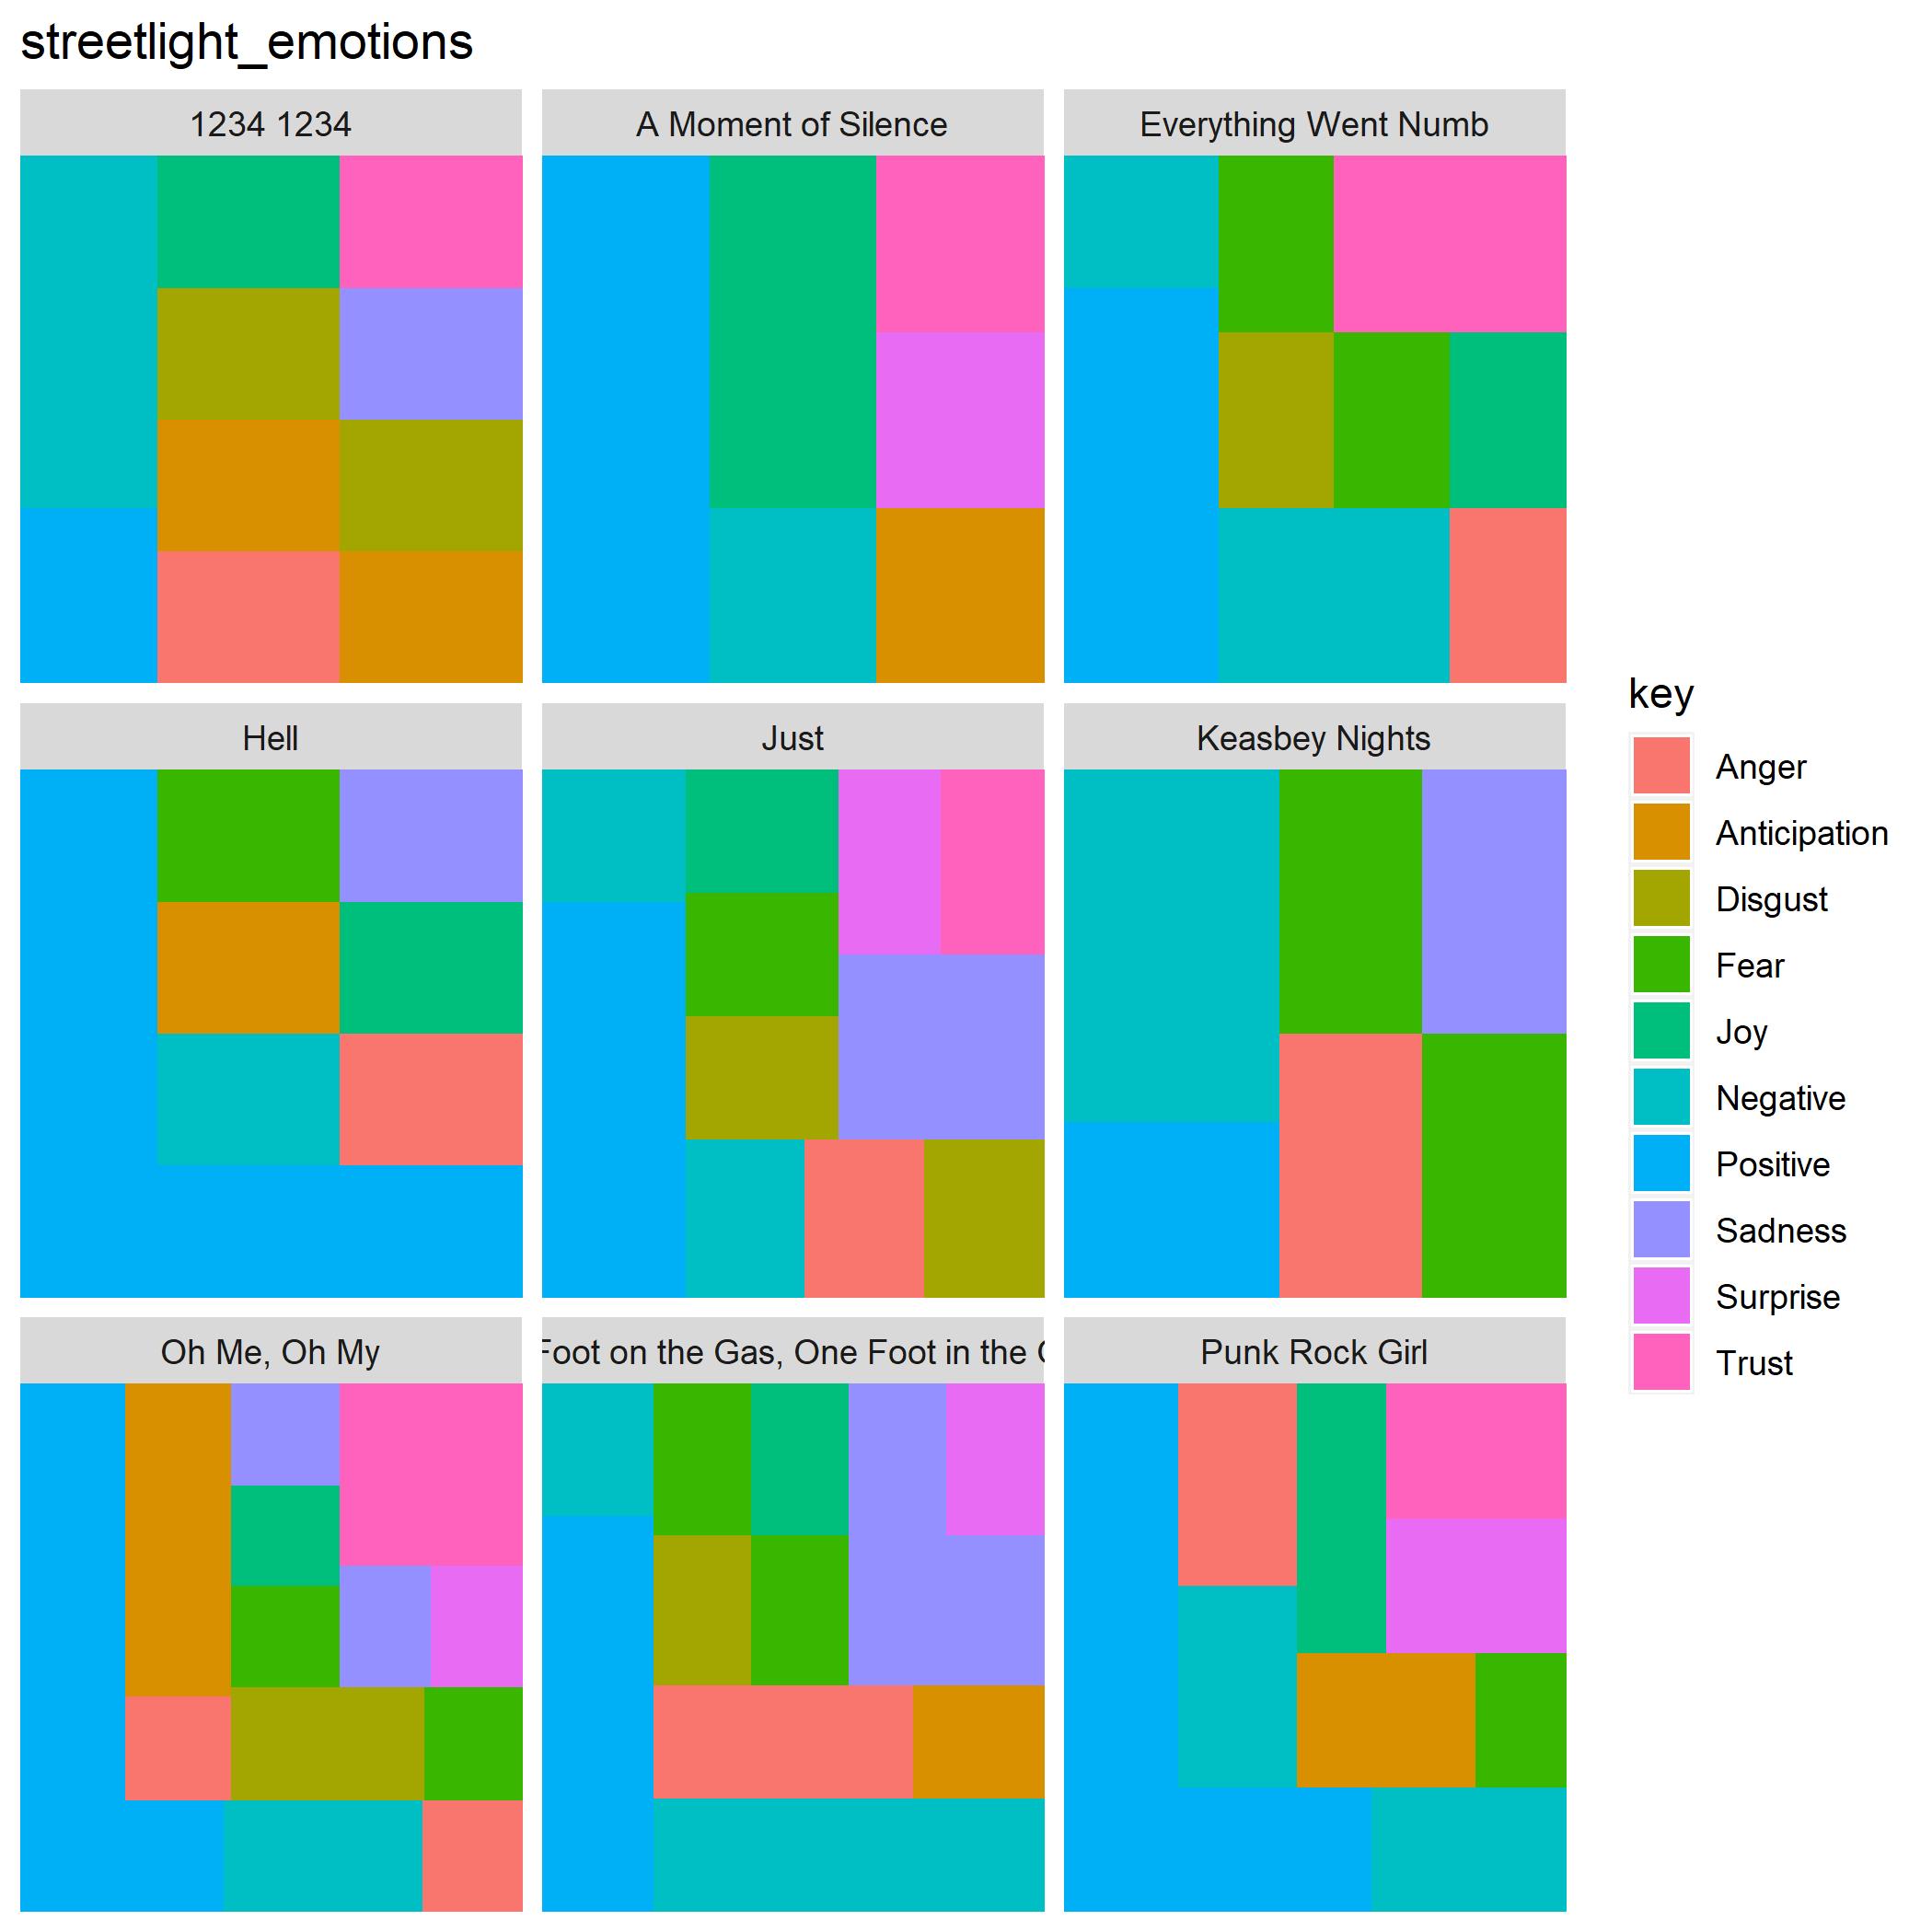 streetlight_emotions
1234 1234
A Moment of Silence
Everything Went Numb
Hell
Just
Keasbey Nights
Oh Me, Oh My
Foot on the Gas, One Foot in the
Punk Rock Girl
key
Anger
Anticipation
Disgust
Fear
Joy
Negative
Positive
Sadness
Surprise
Trust